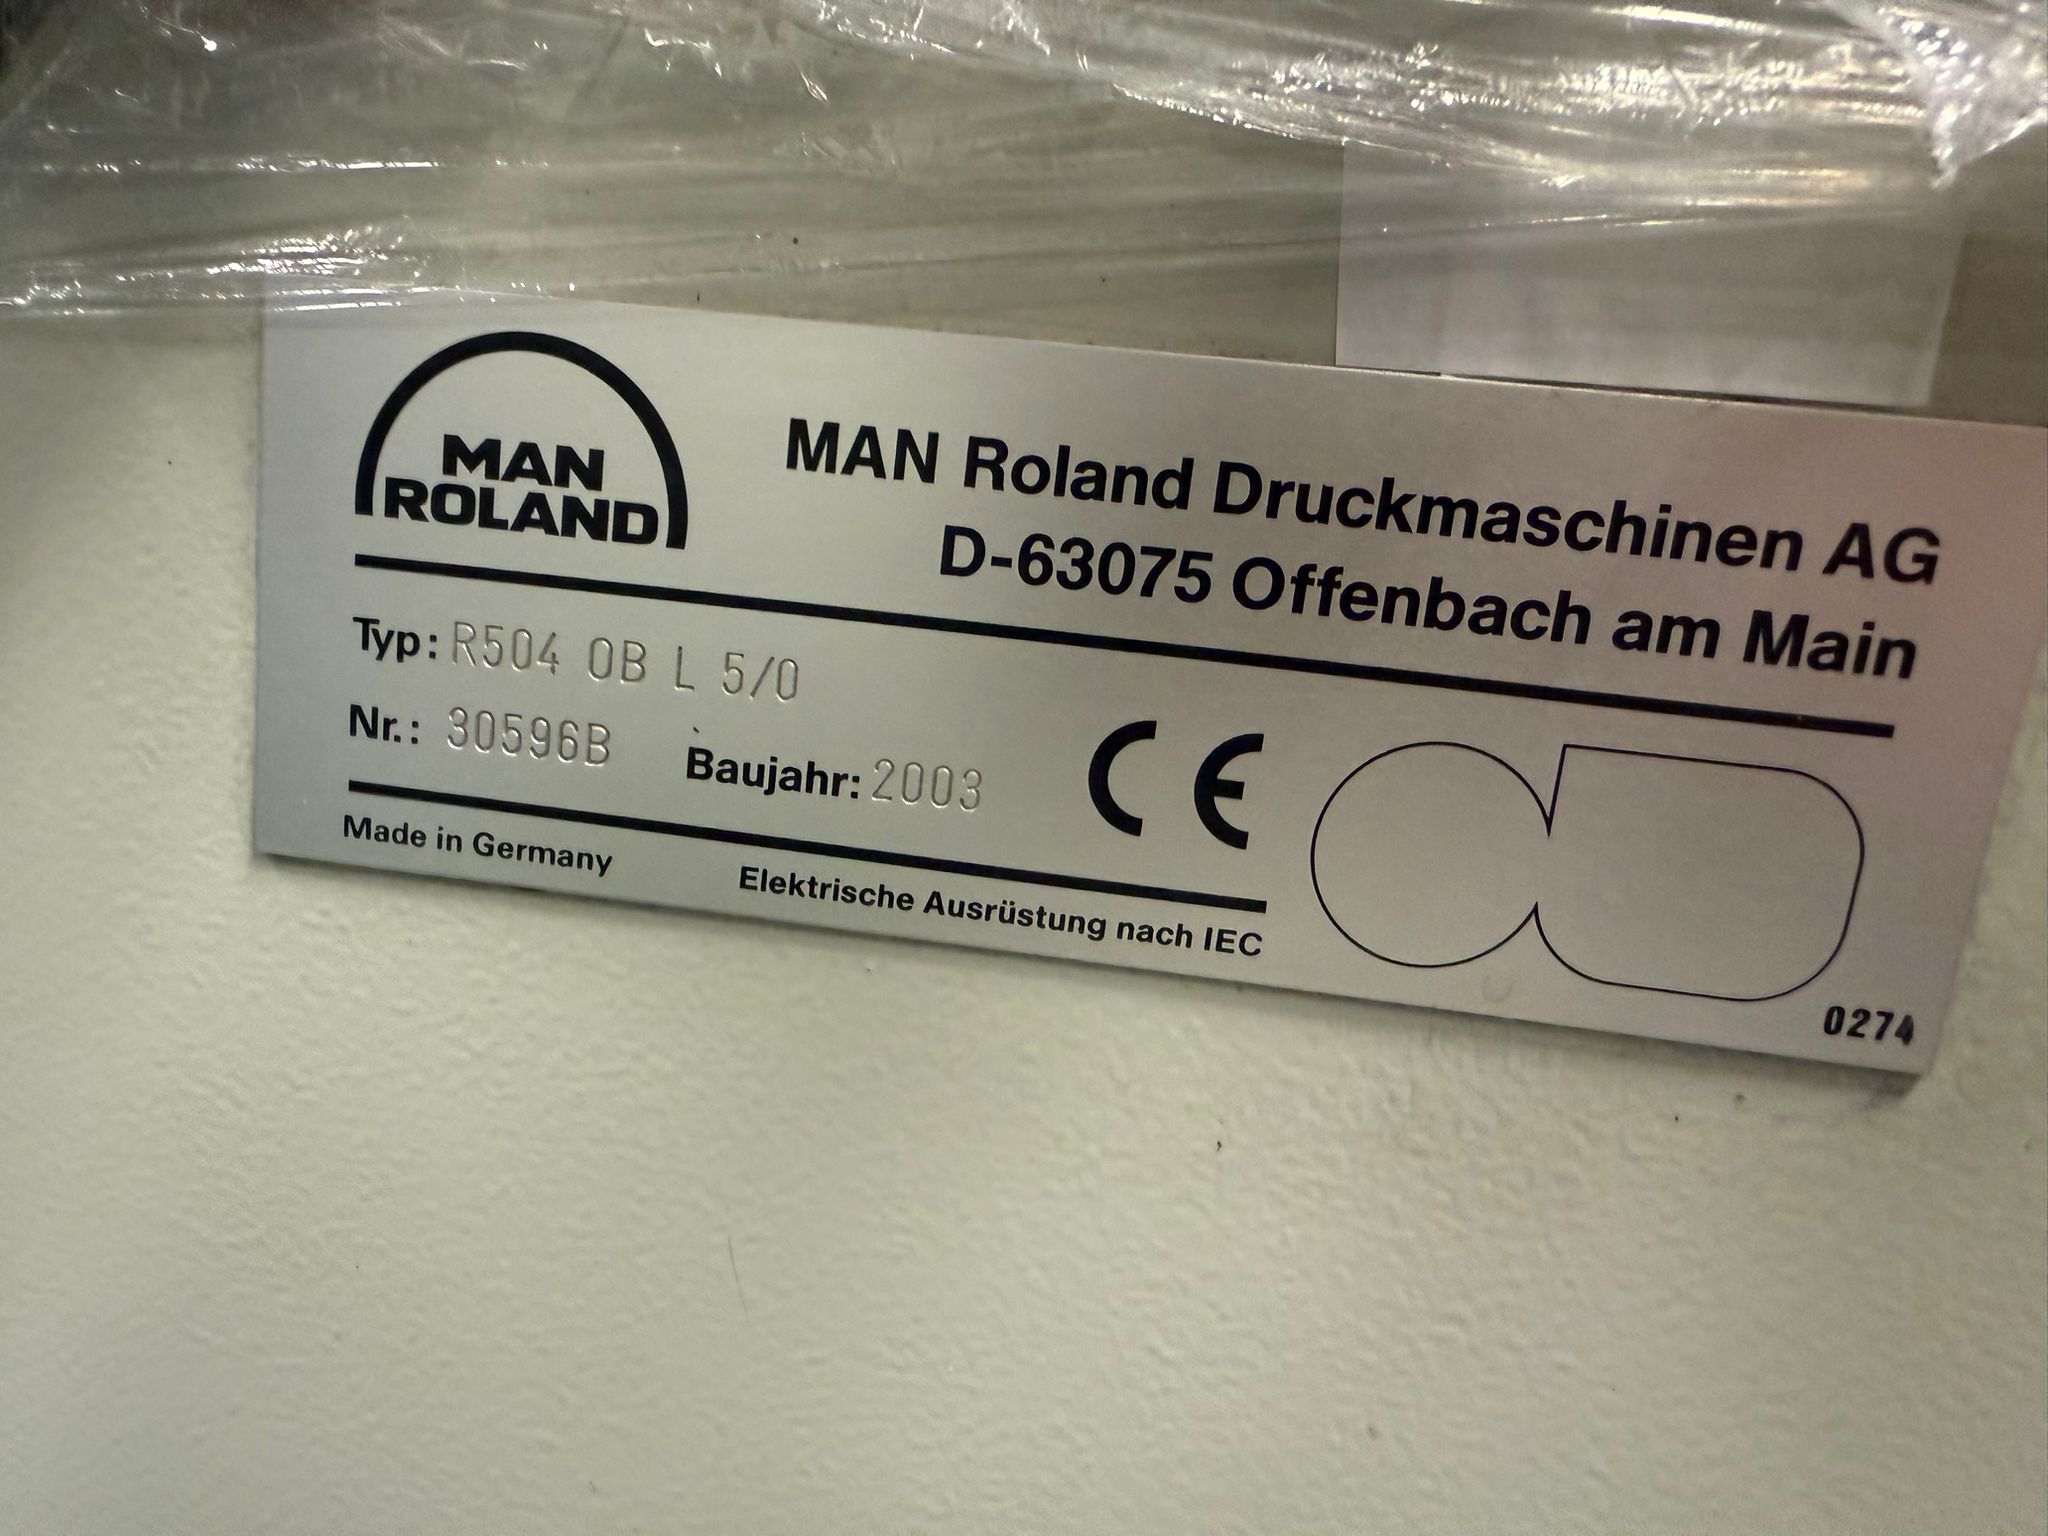 MAN
ROLAND
MAN Roland Druckmaschinen AG
D-63075 Offenbach am Main
Typ: R504 OB L 5/0
Nr.: 30596B Baujahr: 2003
CE
Made in Germany
Elektrische Ausrüstung nach IEC
0274